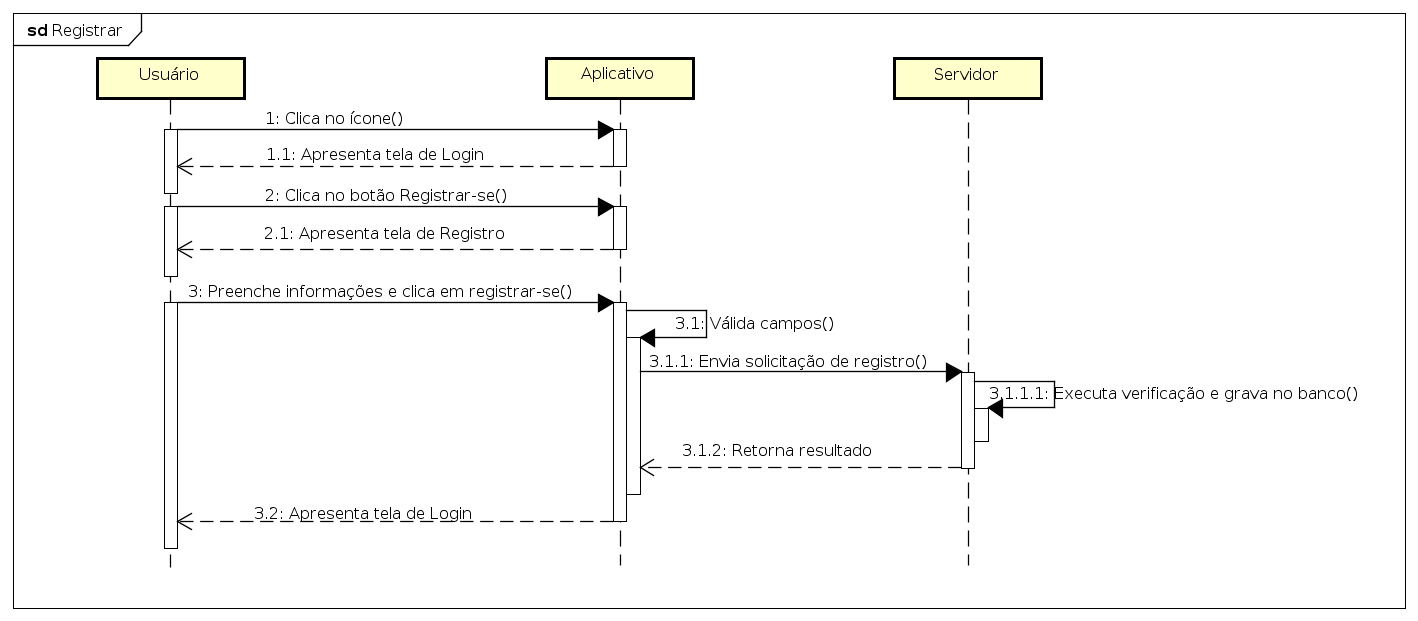 sd Registrar
Usuário
Aplicativo
Servidor
1: Clica no ícone()
1.1: Apresenta tela de Login
2: Clica no botão Registrar-se()
2.1: Apresenta tela de Registro
3: Preenche informações e clica em registrar-se()
3.1: Válida campos()
3.1.1: Envia solicitação de registro()
3.1.1.1: Executa verificação e grava no banco()
3.1.2: Retorna resultado
3.2: Apresenta tela de Login